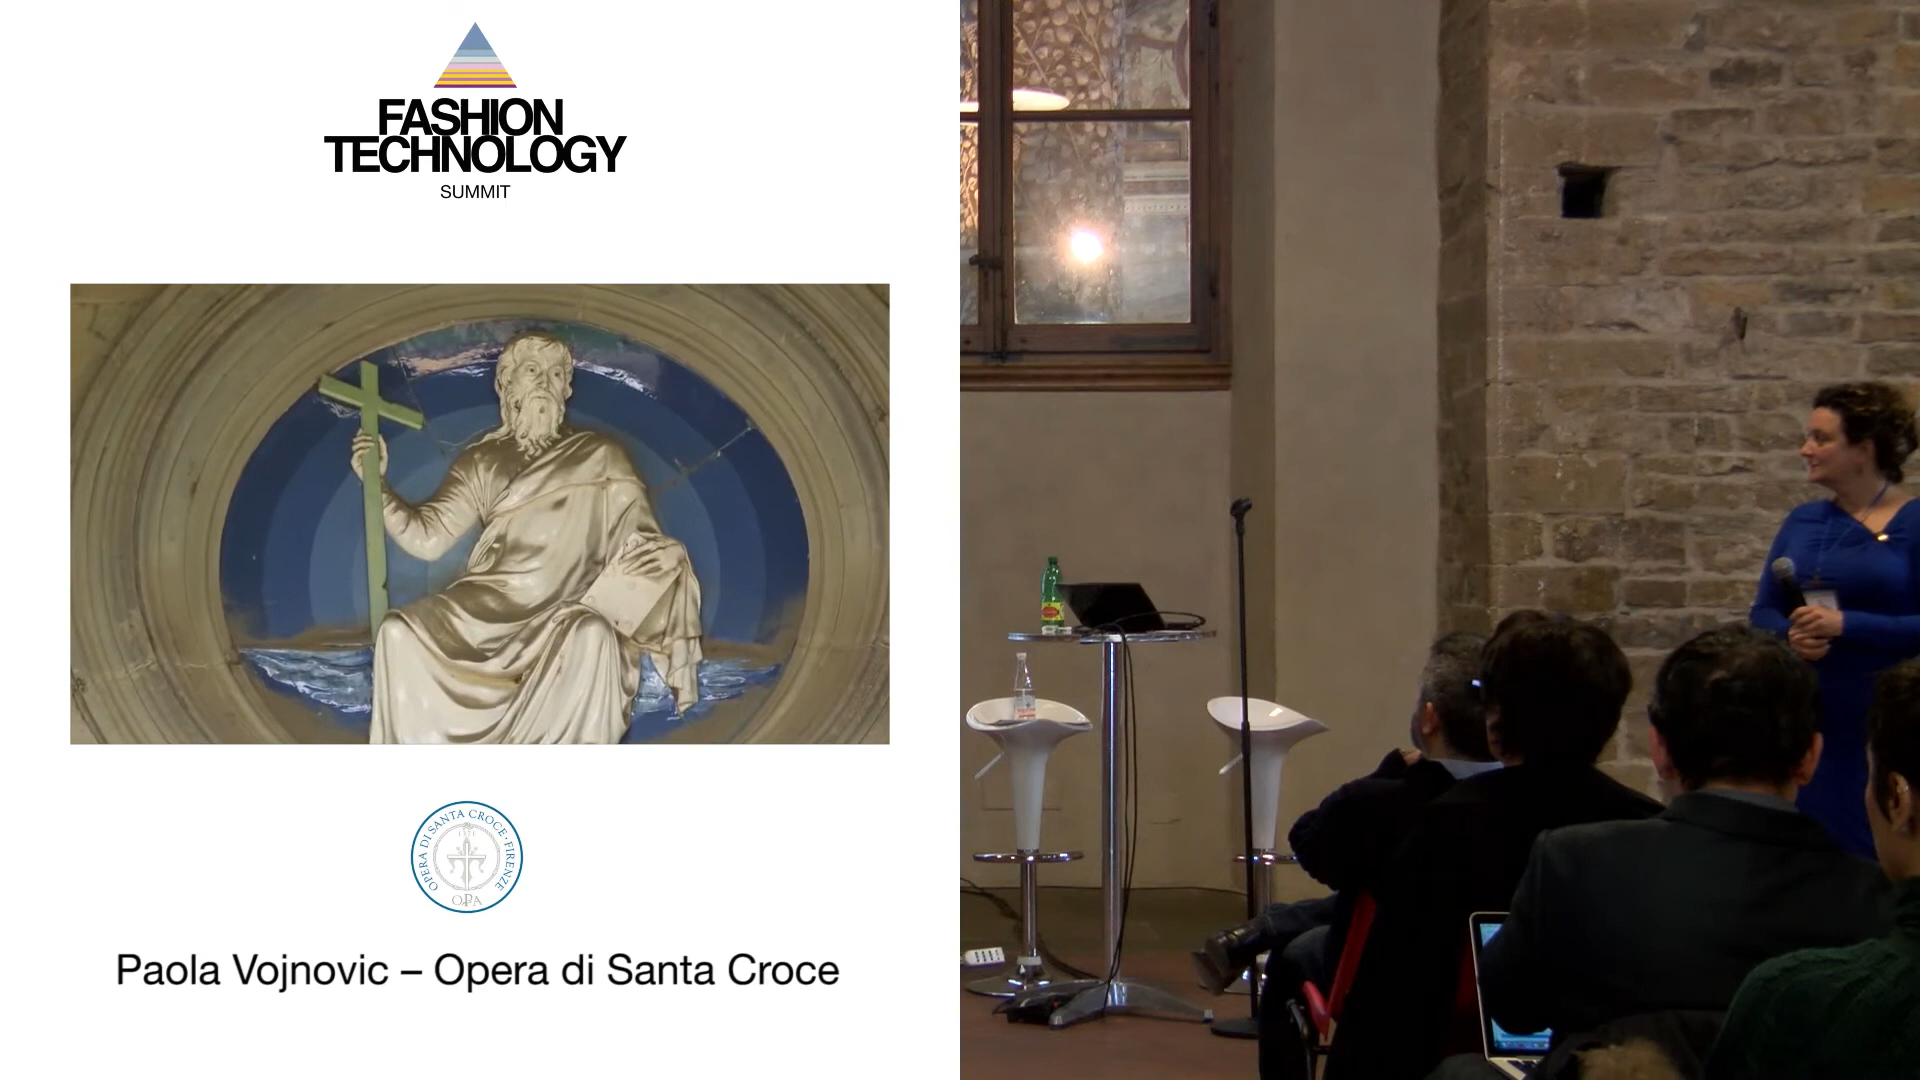 FASHION
TECHNOLOGY
SUMMIT
OPERA DI SANTA CROCE · FIRENZE
OPA
Paola Vojnovic – Opera di Santa Croce